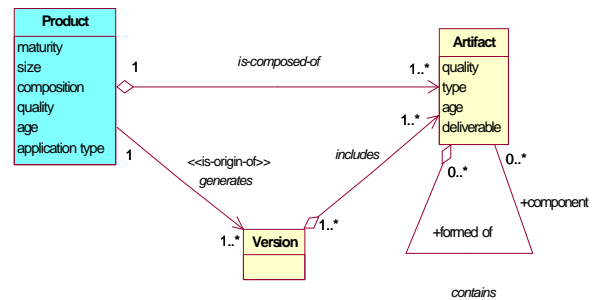 Product
maturity
size
composition
quality
age
application type
1
is-composed-of
1..*
Artifact
quality
type
age
deliverable
1
<<is-origin-of>>
generates
1..*
Version
1..*
includes
1..*
0..*
0..*
+formed of
+component
contains